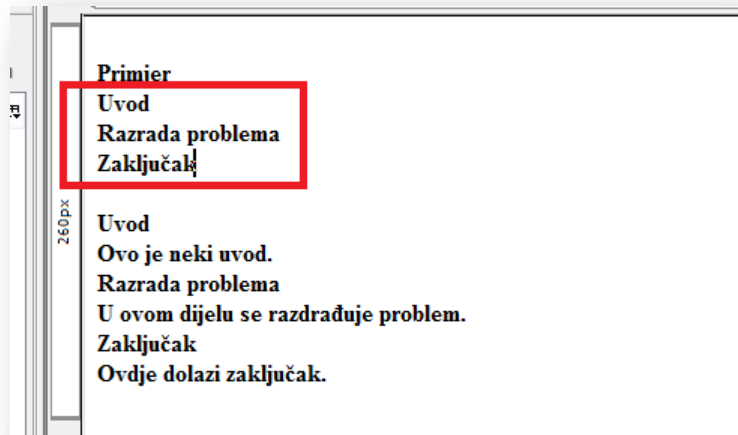 Primjer
Uvod
Razrada problema
Zaključak
260px
Uvod
Ovo je neki uvod.
Razrada problema
U ovom dijelu se razdrađuje problem.
Zaključak
Ovdje dolazi zaključak.